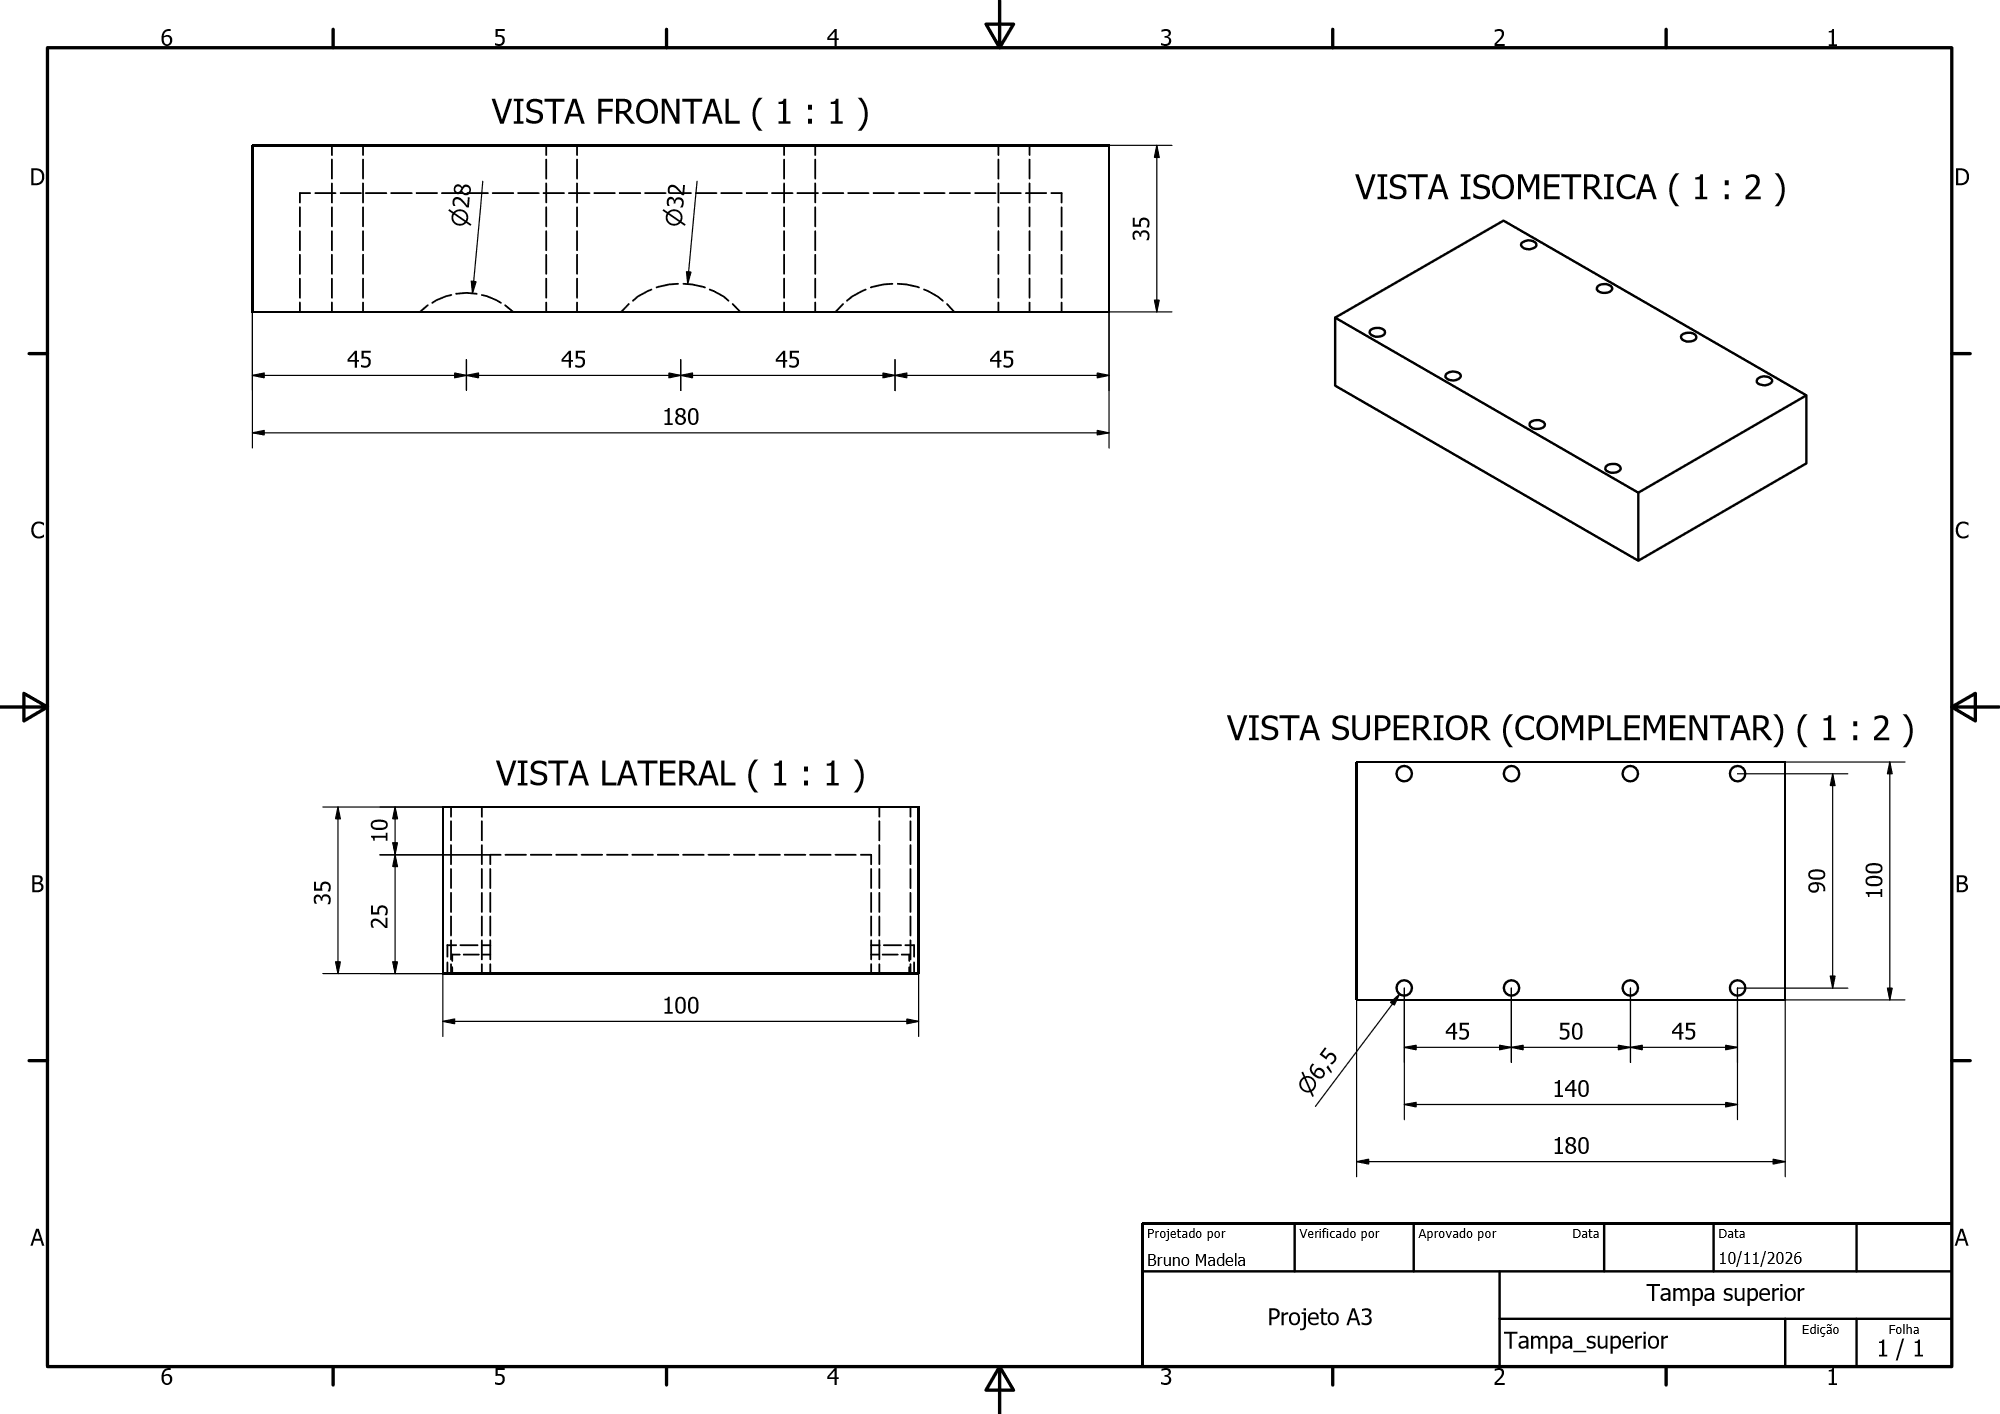 6 5 4 3 2 1
D
D
C
C
B
B
A
A
VISTA FRONTAL ( 1 : 1 )
Ø28
Ø32
35
45 45 45 45
180
VISTA ISOMETRICA ( 1 : 2 )
VISTA LATERAL ( 1 : 1 )
35
10
25
100
VISTA SUPERIOR (COMPLEMENTAR) ( 1 : 2 )
90
100
Ø6,5
45 50 45
140
180
Projetado por
Bruno Madela
Verificado por
Aprovado por
Data
Data
10/11/2026
Projeto A3
Tampa superior
Tampa_superior
Edição
Folha
1 / 1
6 5 4 3 2 1